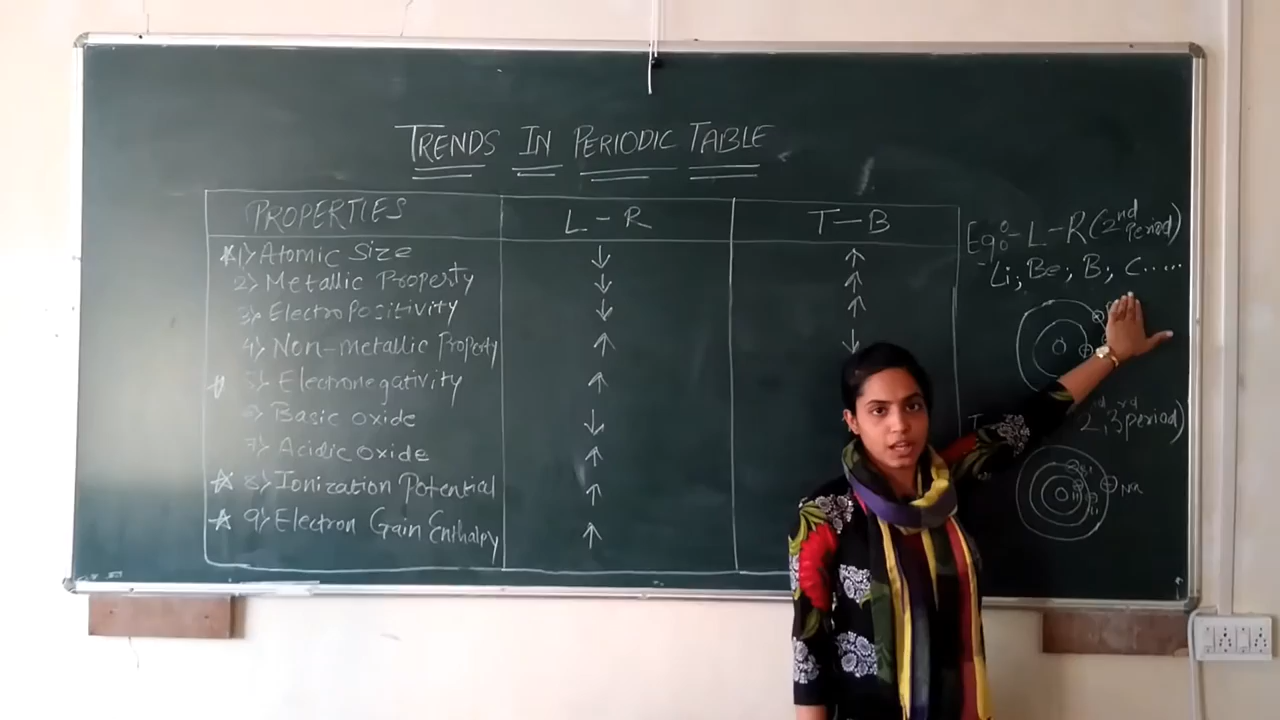 TRENDS IN PERIODIC TABLE
PROPERTIES L-R T-B
1) Atomic Size ↓ ↑
2) Metallic Property ↓ ↑
3) ElectroPositivity ↓ ↑
4) Non-metallic Property ↑ ↓
5) Electronegativity ↑
6) Basic oxide ↓
7) Acidic oxide ↑
8) Ionization Potential ↑
9) Electron Gain Enthalpy ↑
Eg:- L-R (2nd period)
Li, Be, B, C.....
2, 3rd period)
Na